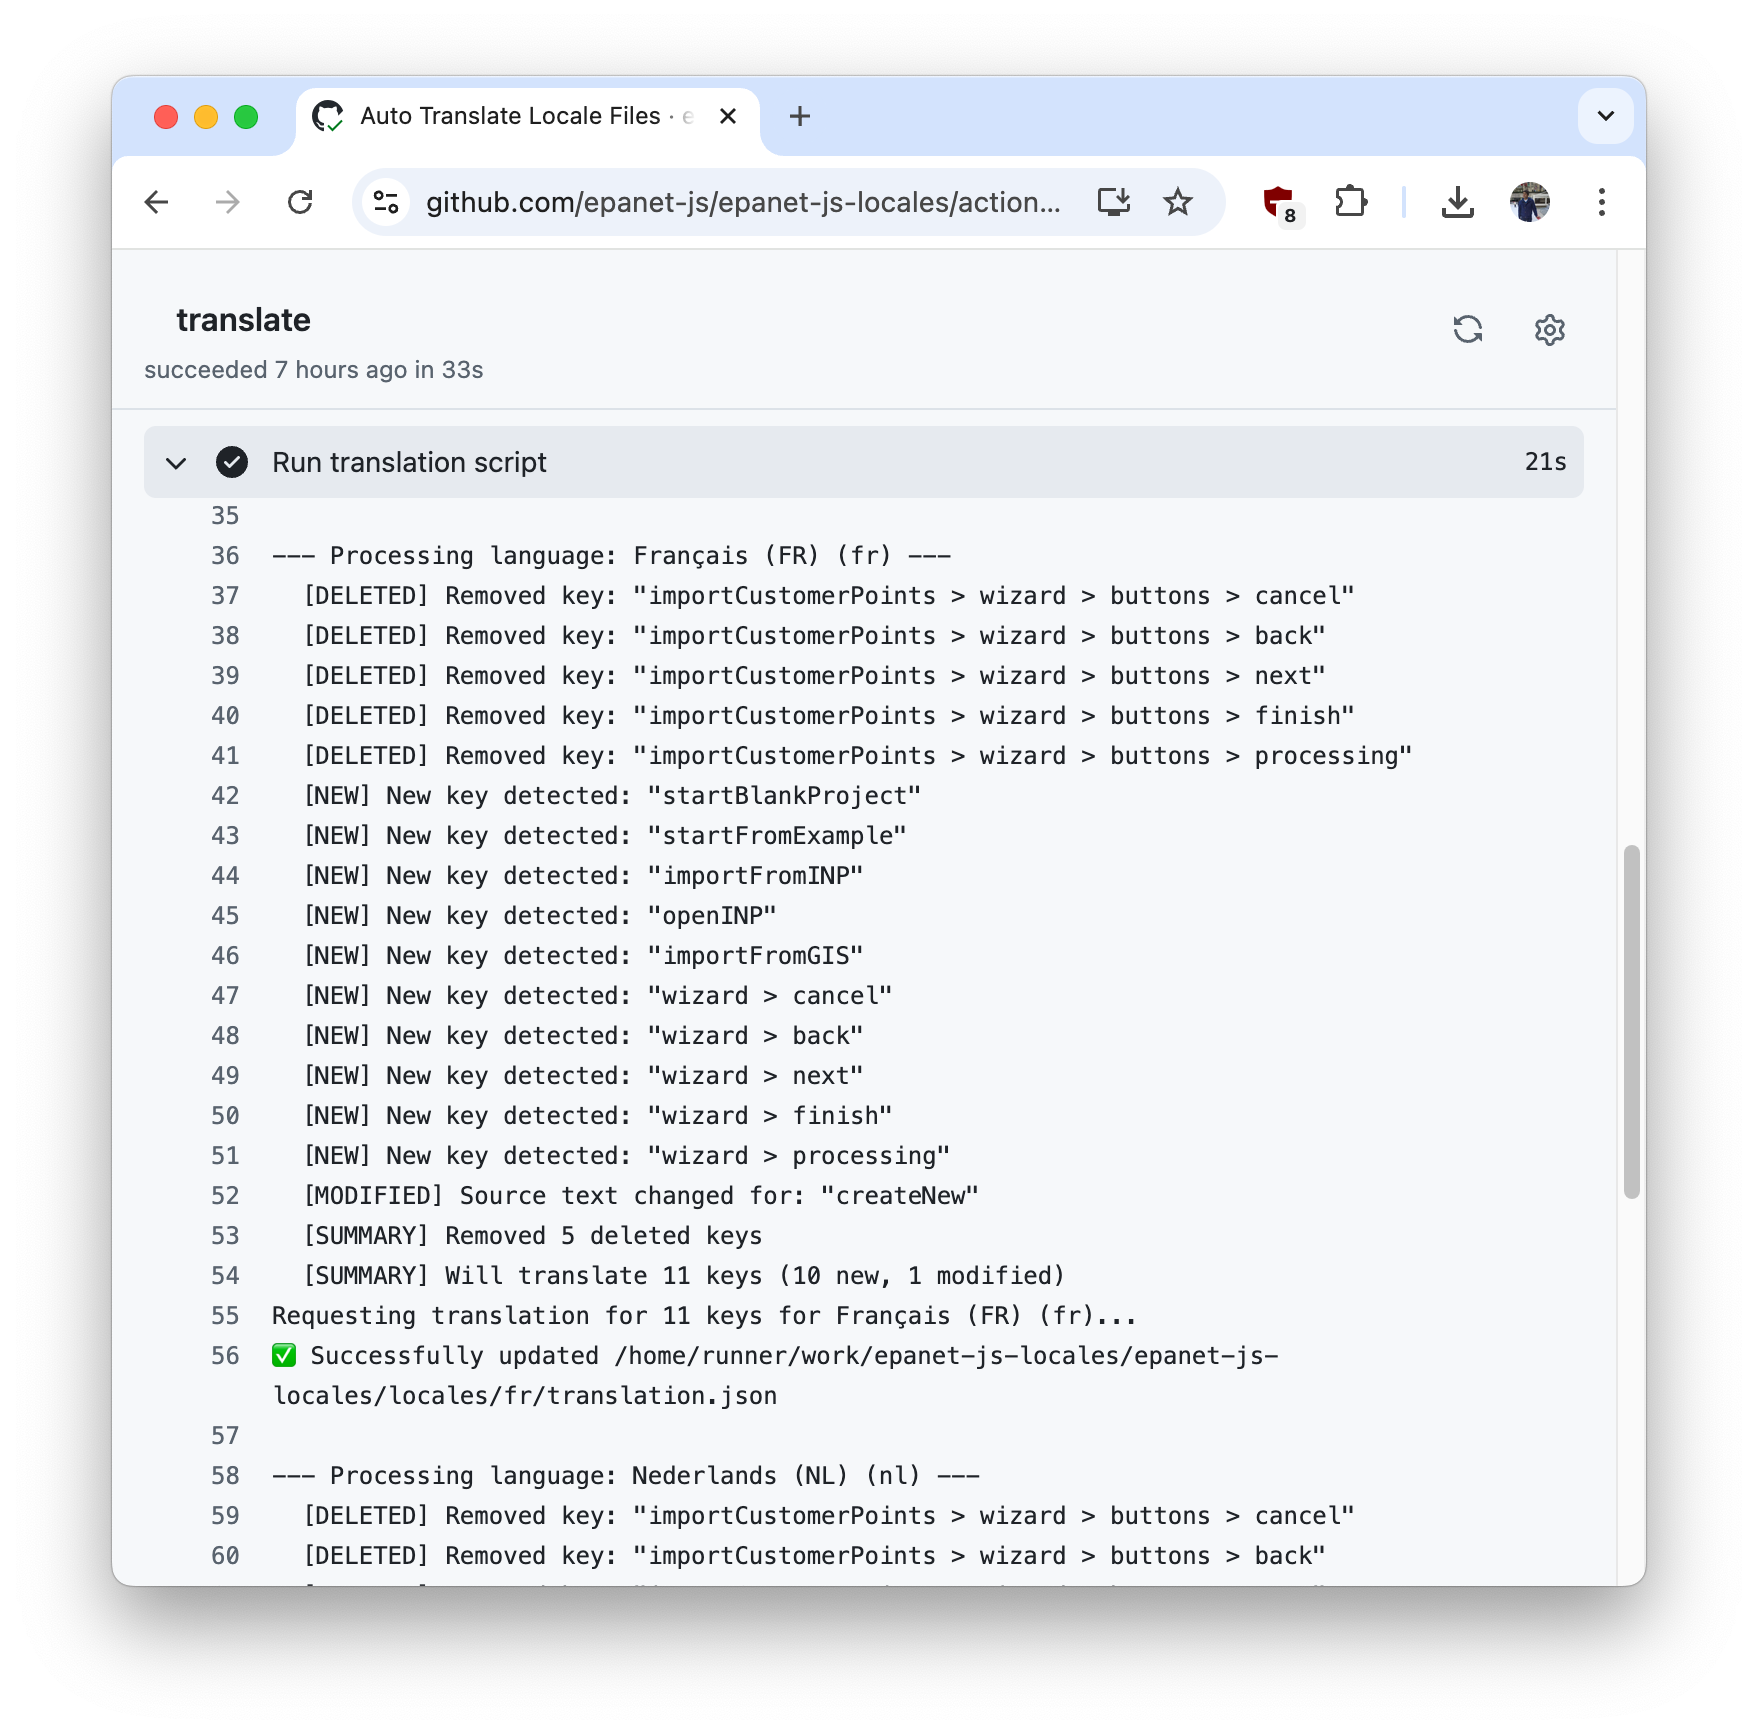 Auto Translate Locale Files · e
github.com/epanet-js/epanet-js-locales/action...
8
translate
succeeded 7 hours ago in 33s
Run translation script 21s
35
36 --- Processing language: Français (FR) (fr) ---
37 [DELETED] Removed key: "importCustomerPoints > wizard > buttons > cancel"
38 [DELETED] Removed key: "importCustomerPoints > wizard > buttons > back"
39 [DELETED] Removed key: "importCustomerPoints > wizard > buttons > next"
40 [DELETED] Removed key: "importCustomerPoints > wizard > buttons > finish"
41 [DELETED] Removed key: "importCustomerPoints > wizard > buttons > processing"
42 [NEW] New key detected: "startBlankProject"
43 [NEW] New key detected: "startFromExample"
44 [NEW] New key detected: "importFromINP"
45 [NEW] New key detected: "openINP"
46 [NEW] New key detected: "importFromGIS"
47 [NEW] New key detected: "wizard > cancel"
48 [NEW] New key detected: "wizard > back"
49 [NEW] New key detected: "wizard > next"
50 [NEW] New key detected: "wizard > finish"
51 [NEW] New key detected: "wizard > processing"
52 [MODIFIED] Source text changed for: "createNew"
53 [SUMMARY] Removed 5 deleted keys
54 [SUMMARY] Will translate 11 keys (10 new, 1 modified)
55 Requesting translation for 11 keys for Français (FR) (fr)...
56 ✅ Successfully updated /home/runner/work/epanet-js-locales/epanet-js-
locales/locales/fr/translation.json
57
58 --- Processing language: Nederlands (NL) (nl) ---
59 [DELETED] Removed key: "importCustomerPoints > wizard > buttons > cancel"
60 [DELETED] Removed key: "importCustomerPoints > wizard > buttons > back"